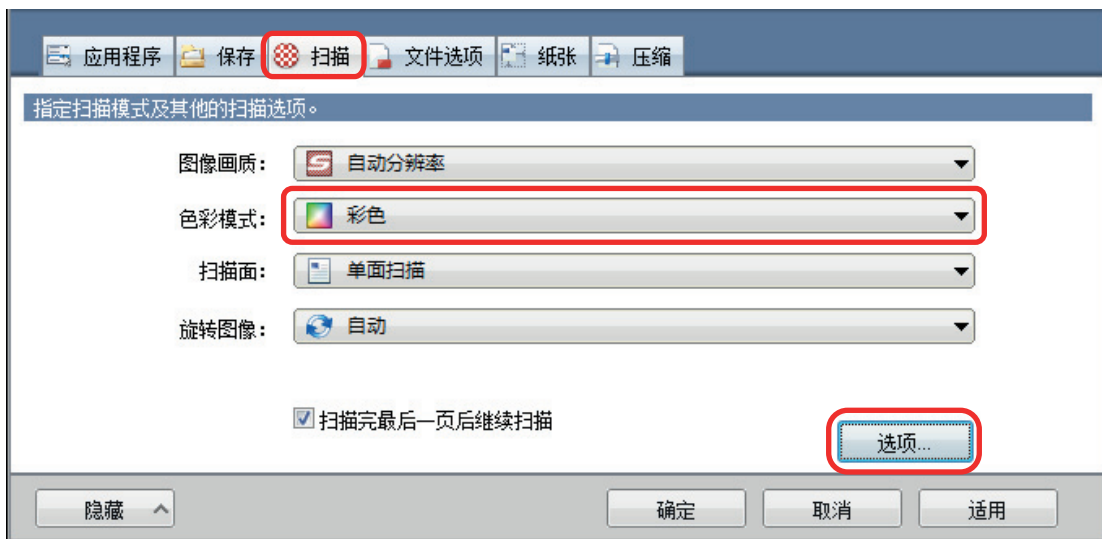 应用程序 保存 扫描 文件选项 纸张 压缩
指定扫描模式及其他的扫描选项。
图像画质： 自动分辨率
色彩模式： 彩色
扫描面： 单面扫描
旋转图像： 自动
扫描完最后一页后继续扫描
选项...
隐藏 确定 取消 适用